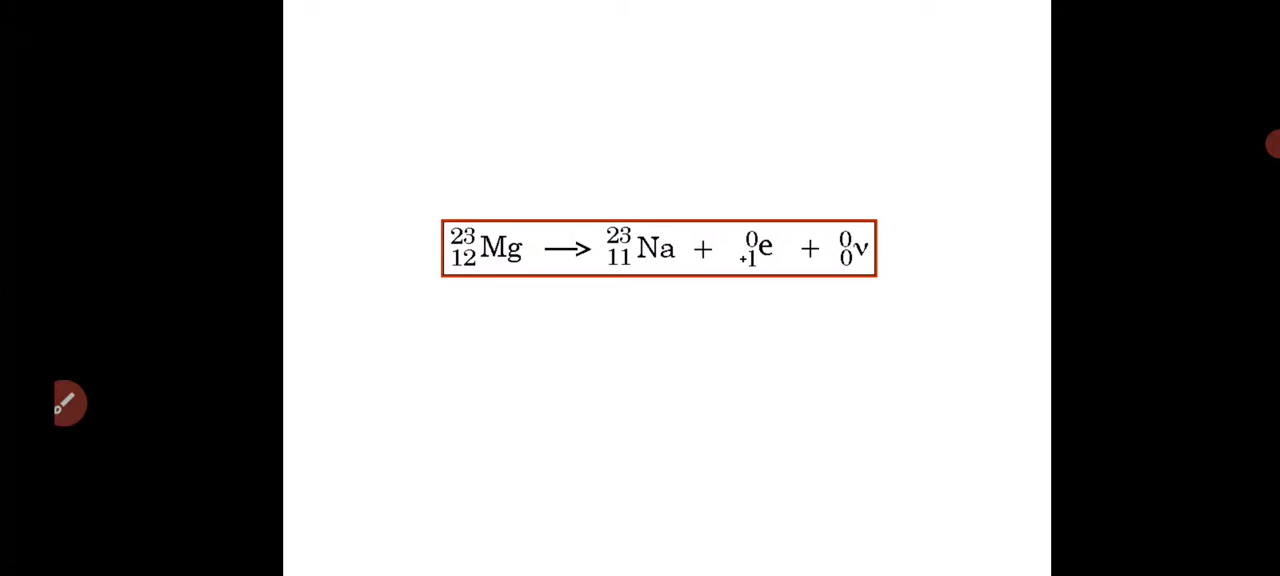 ²³₁₂Mg ⟶ ²³₁₁Na + ⁰₊₁e + ⁰₀ν